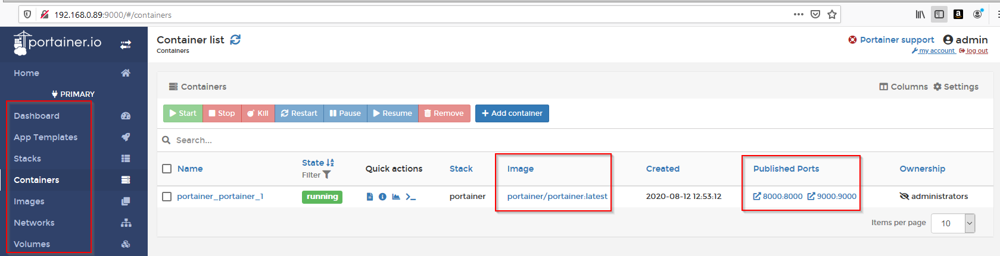 192.168.0.89:9000/#/containers
portainer.io
Home
PRIMARY
Dashboard
App Templates
Stacks
Containers
Images
Networks
Volumes
Container list
Containers
Portainer support admin
my account log out
Containers
Columns Settings
Start Stop Kill Restart Pause Resume Remove Add container
Search...
Name State Filter Quick actions Stack Image Created Published Ports Ownership
portainer_portainer_1 running portainer portainer/portainer:latest 2020-08-12 12:53:12 8000:8000 9000:9000 administrators
Items per page 10